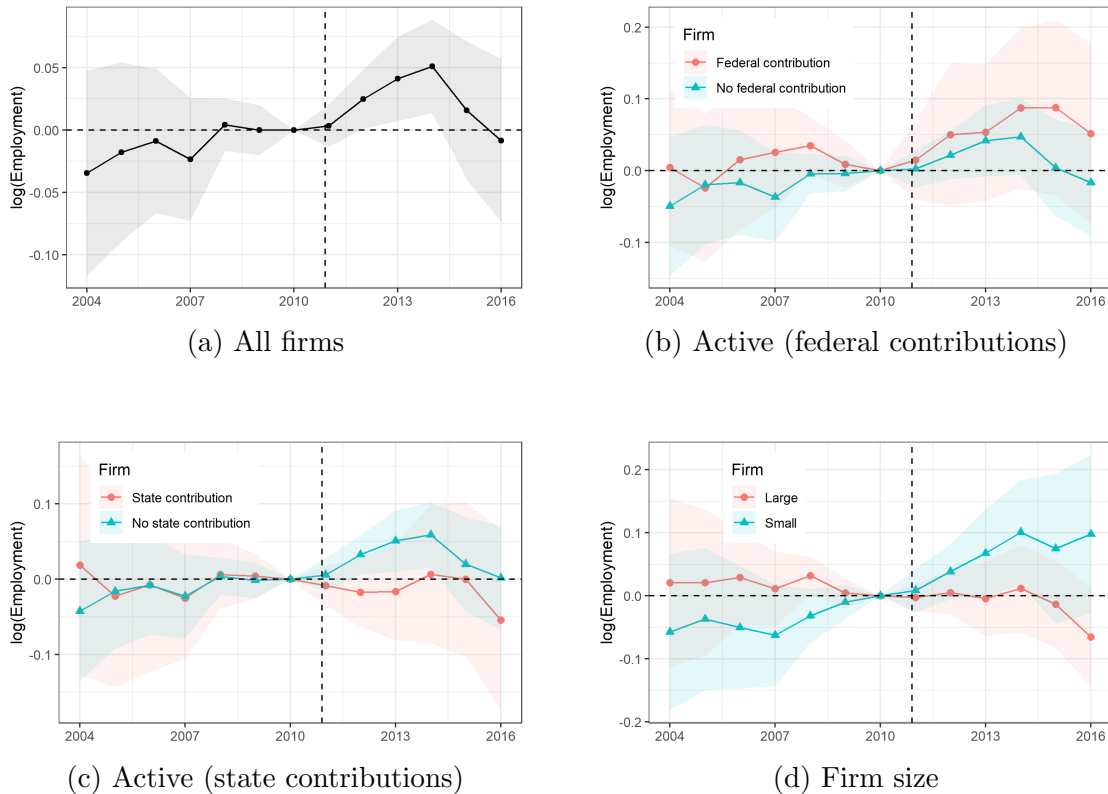 log(Employment)
0.05
0.00
-0.05
-0.10
2004 2007 2010 2013 2016
(a) All firms
log(Employment)
0.2
0.1
0.0
-0.1
Firm
Federal contribution
No federal contribution
2004 2007 2010 2013 2016
(b) Active (federal contributions)
log(Employment)
0.1
0.0
-0.1
Firm
State contribution
No state contribution
2004 2007 2010 2013 2016
(c) Active (state contributions)
log(Employment)
0.2
0.1
0.0
-0.1
-0.2
Firm
Large
Small
2004 2007 2010 2013 2016
(d) Firm size